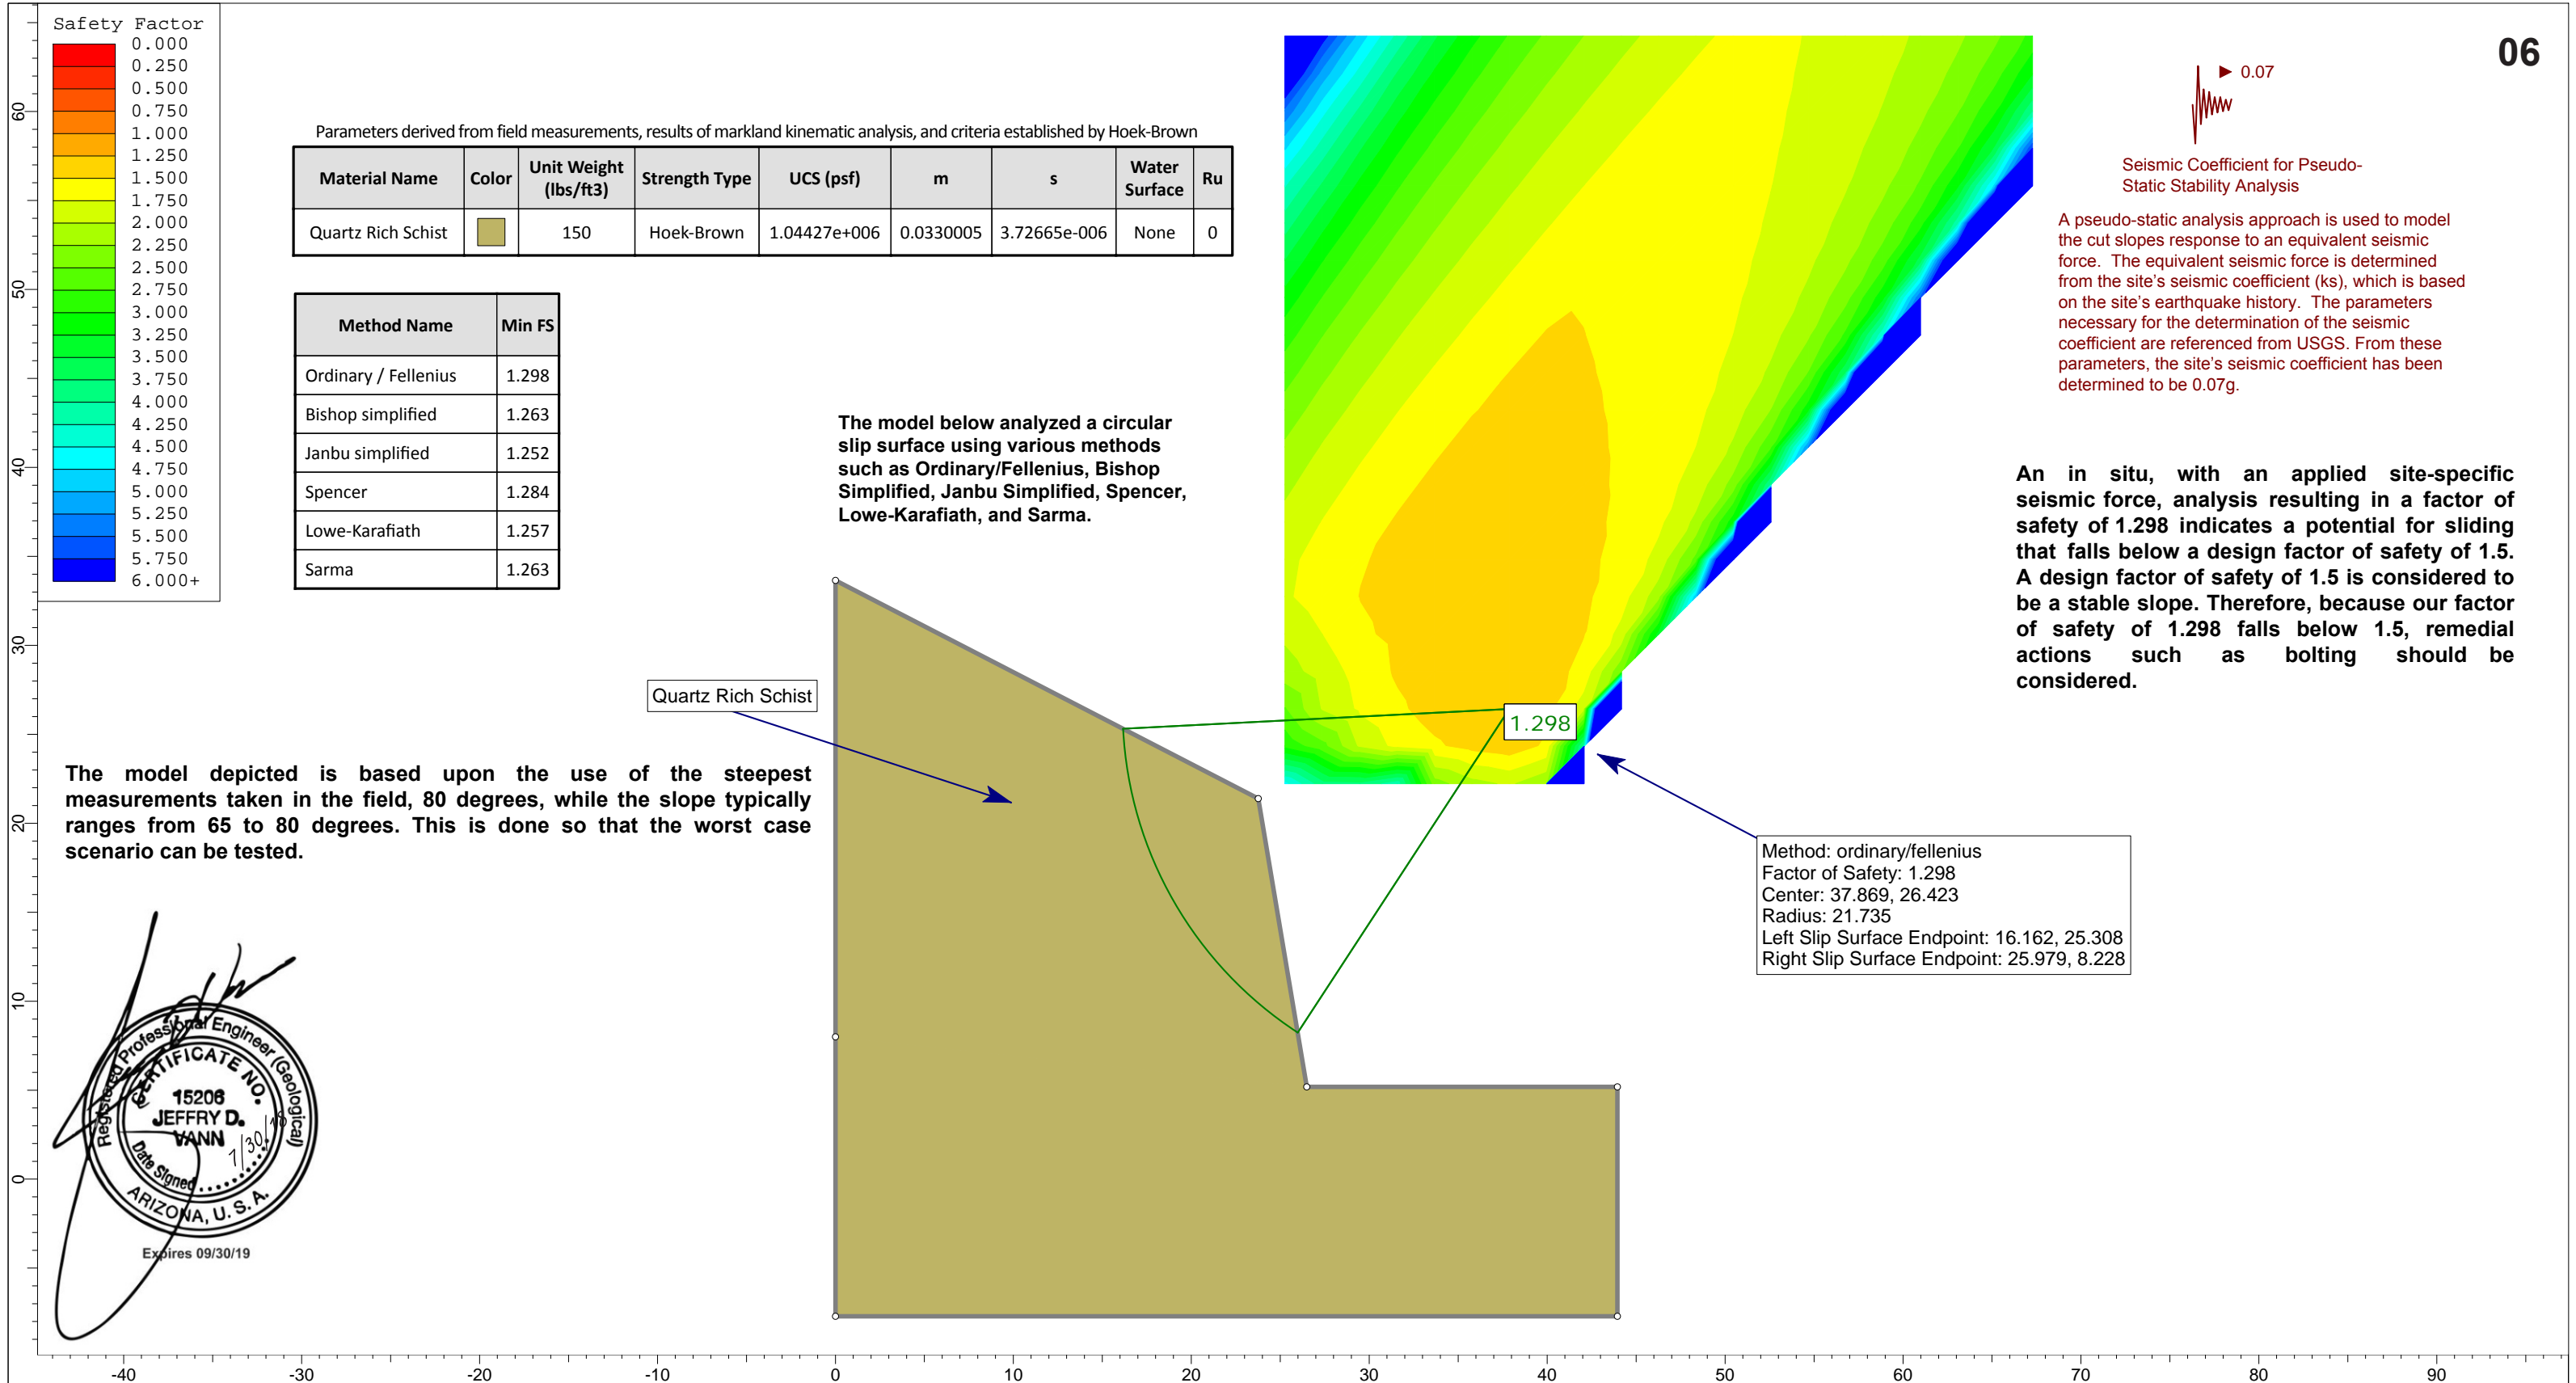 Safety Factor
0.000
0.250
0.500
0.750
1.000
1.250
1.500
1.750
2.000
2.250
2.500
2.750
3.000
3.250
3.500
3.750
4.000
4.250
4.500
4.750
5.000
5.250
5.500
5.750
6.000+
06
Parameters derived from field measurements, results of markland kinematic analysis, and criteria established by Hoek-Brown
Material Name Color Unit Weight (lbs/ft3) Strength Type UCS (psf) m s Water Surface Ru
Quartz Rich Schist 150 Hoek-Brown 1.04427e+006 0.0330005 3.72665e-006 None 0
Method Name Min FS
Ordinary / Fellenius 1.298
Bishop simplified 1.263
Janbu simplified 1.252
Spencer 1.284
Lowe-Karafiath 1.257
Sarma 1.263
The model below analyzed a circular
slip surface using various methods
such as Ordinary/Fellenius, Bishop
Simplified, Janbu Simplified, Spencer,
Lowe-Karafiath, and Sarma.
0.07
Seismic Coefficient for Pseudo-
Static Stability Analysis
A pseudo-static analysis approach is used to model
the cut slopes response to an equivalent seismic
force. The equivalent seismic force is determined
from the site's seismic coefficient (ks), which is based
on the site's earthquake history. The parameters
necessary for the determination of the seismic
coefficient are referenced from USGS. From these
parameters, the site's seismic coefficient has been
determined to be 0.07g.
An in situ, with an applied site-specific
seismic force, analysis resulting in a factor of
safety of 1.298 indicates a potential for sliding
that falls below a design factor of safety of 1.5.
A design factor of safety of 1.5 is considered to
be a stable slope. Therefore, because our factor
of safety of 1.298 falls below 1.5, remedial
actions such as bolting should be
considered.
Quartz Rich Schist
1.298
The model depicted is based upon the use of the steepest
measurements taken in the field, 80 degrees, while the slope typically
ranges from 65 to 80 degrees. This is done so that the worst case
scenario can be tested.
Method: ordinary/fellenius
Factor of Safety: 1.298
Center: 37.869, 26.423
Radius: 21.735
Left Slip Surface Endpoint: 16.162, 25.308
Right Slip Surface Endpoint: 25.979, 8.228
Registered Professional Engineer (Geological)
CERTIFICATE NO.
15206
JEFFRY D.
VANN
Date Signed
ARIZONA, U.S.A.
Expires 09/30/19
60
50
40
30
20
10
0
-40 -30 -20 -10 0 10 20 30 40 50 60 70 80 90